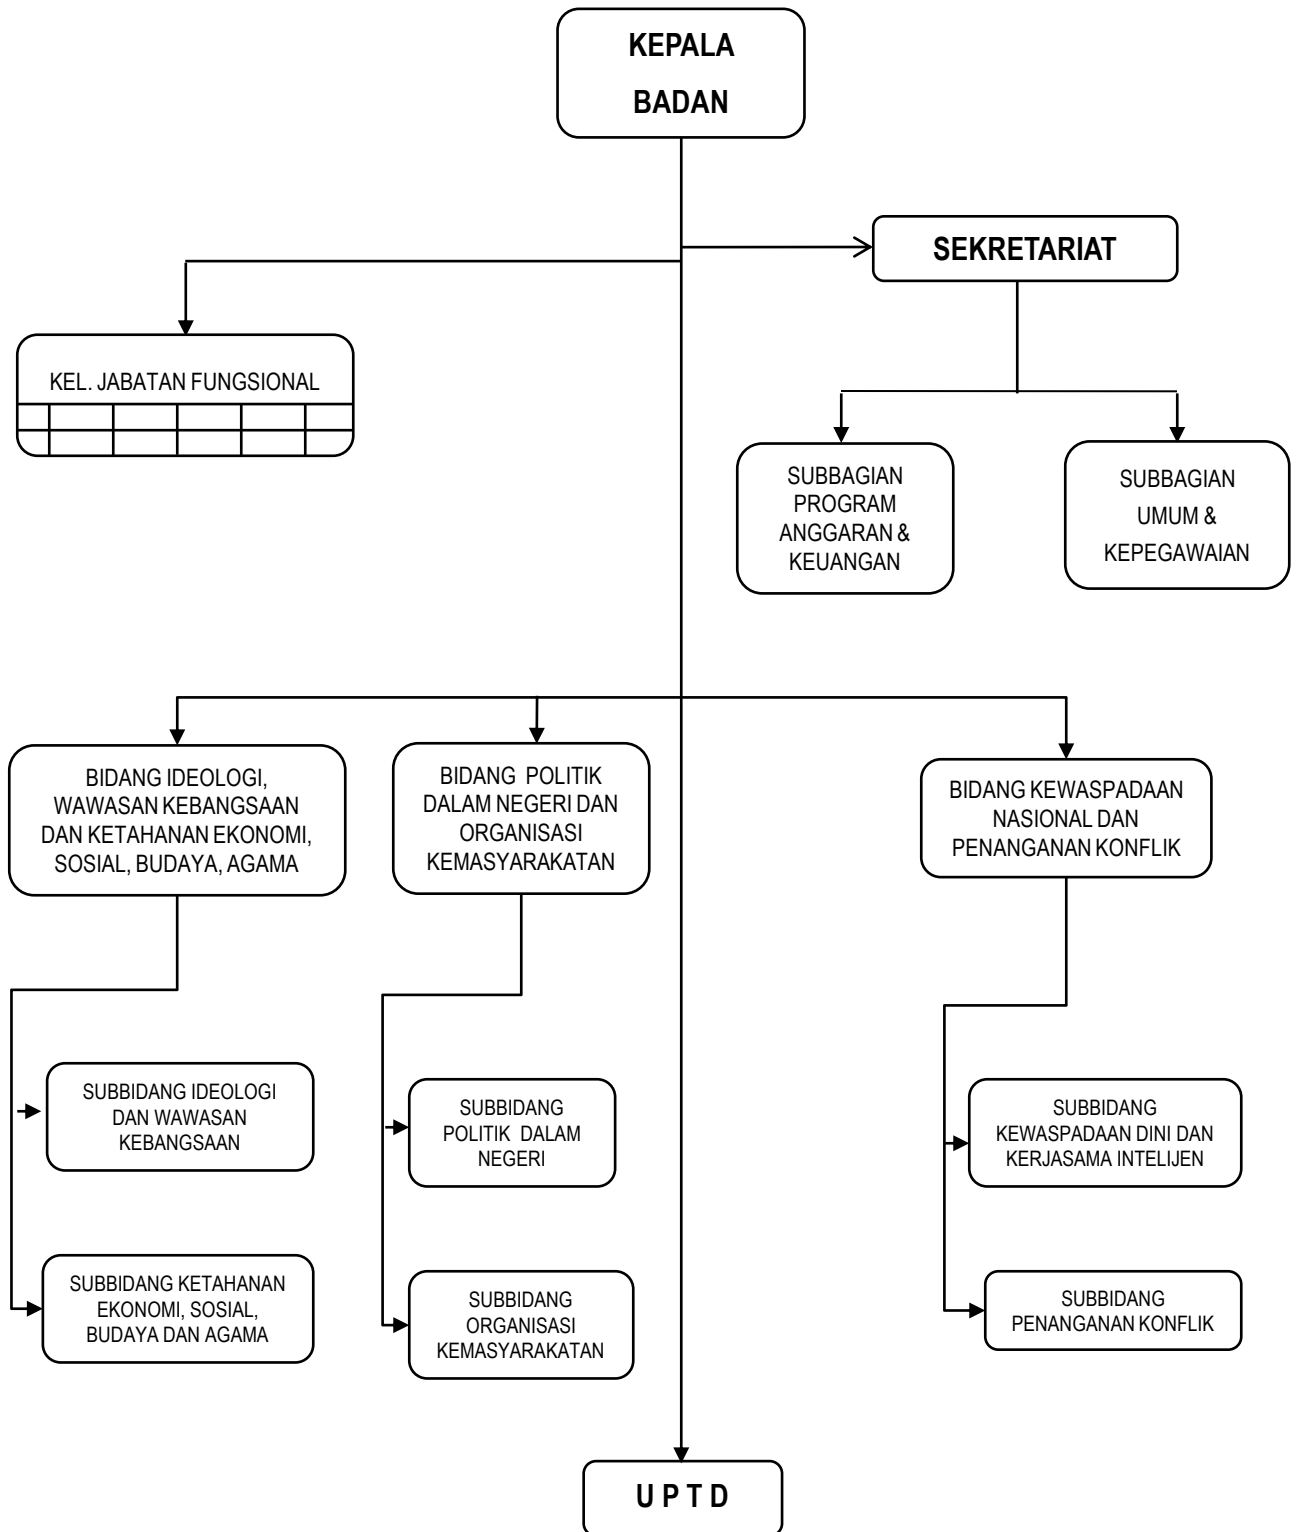 KEPALA
BADAN
SEKRETARIAT
KEL. JABATAN FUNGSIONAL
SUBBAGIAN
PROGRAM
ANGGARAN &
KEUANGAN
SUBBAGIAN
UMUM &
KEPEGAWAIAN
BIDANG IDEOLOGI,
WAWASAN KEBANGSAAN
DAN KETAHANAN EKONOMI,
SOSIAL, BUDAYA, AGAMA
BIDANG POLITIK
DALAM NEGERI DAN
ORGANISASI
KEMASYARAKATAN
BIDANG KEWASPADAAN
NASIONAL DAN
PENANGANAN KONFLIK
SUBBIDANG IDEOLOGI
DAN WAWASAN
KEBANGSAAN
SUBBIDANG
POLITIK DALAM
NEGERI
SUBBIDANG
KEWASPADAAN DINI DAN
KERJASAMA INTELIJEN
SUBBIDANG KETAHANAN
EKONOMI, SOSIAL,
BUDAYA DAN AGAMA
SUBBIDANG
ORGANISASI
KEMASYARAKATAN
SUBBIDANG
PENANGANAN KONFLIK
U P T D